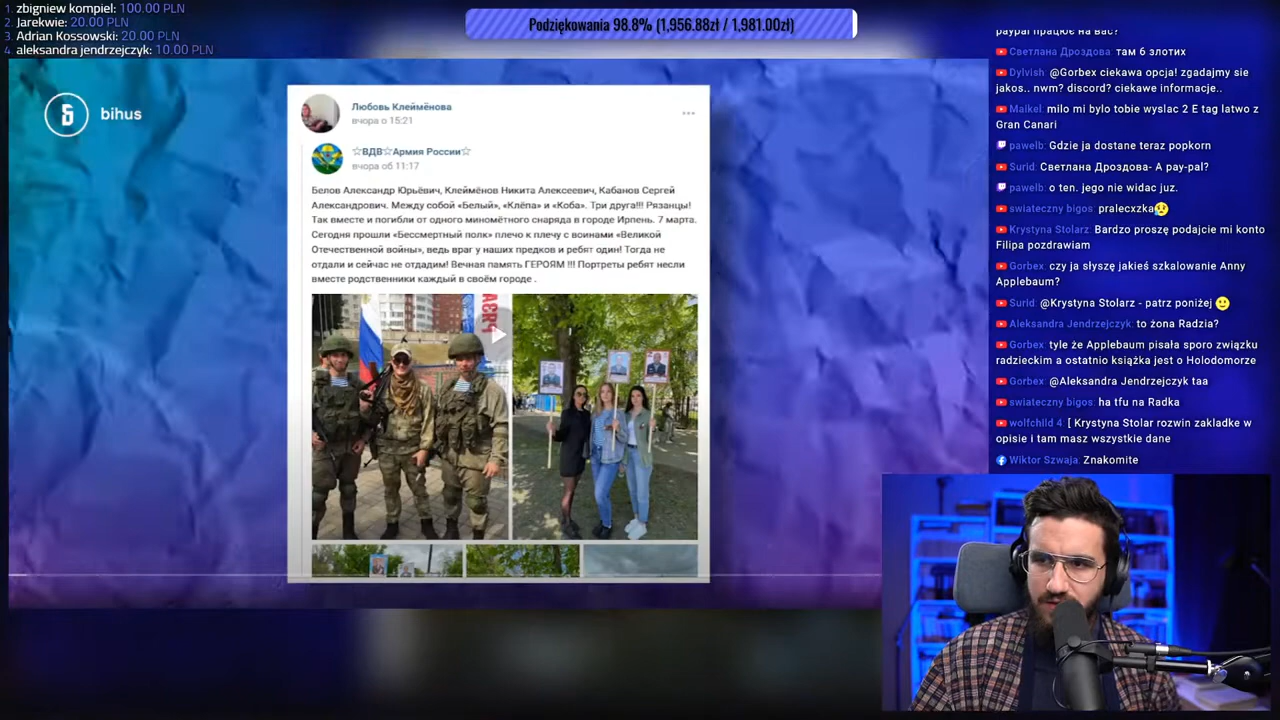 1. zbigniew kompiel: 100.00 PLN
2. Jarekwie: 20.00 PLN
3. Adrian Kossowski: 20.00 PLN
4. aleksandra jendrzejczyk: 10.00 PLN
Podziękowania 98.8% (1,956.88zł / 1,981.00zł)
bihus
Любовь Клеймёнова
вчора о 15:21
☆ВДВ☆Армия России☆
вчора об 11:17
Белов Александр Юрьёвич, Клеймёнов Никита Алексеевич, Кабанов Сергей
Александрович. Между собой «Белый», «Клёпа» и «Коба». Три друга!!! Рязанцы!
Так вместе и погибли от одного миномётного снаряда в городе Ирпень. 7 марта.
Сегодня прошли «Бессмертный полк» плечо к плечу с воинами «Великой
Отечественной войны», ведь враг у наших предков и ребят один! Тогда не
отдали и сейчас не отдадим! Вечная память ГЕРОЯМ !!! Портреты ребят несли
вместе родственники каждый в своём городе .
paypal працює на вас?
Светлана Дроздова: там 6 злотих
Dylvish: @Gorbex ciekawa opcja! zgadajmy sie
jakos.. nwm? discord? ciekawe informacje..
Maikel: milo mi bylo tobie wyslac 2 E tag latwo z
Gran Canari
pawelb: Gdzie ja dostane ten popkorn
Surid: Светлана Дроздова- A pay-pal?
pawelb: o ten. jego nie widac juz.
swiateczny bigos: pralecxzka😢
Krystyna Stolarz: Bardzo proszę podajcie mi konto
Filipa pozdrawiam
Gorbex: czy ja słyszę jakieś szkalowanie Anny
Applebaum?
Surid: @Krystyna Stolarz - patrz poniżej 🙂
Aleksandra Jendrzejczyk: to żona Radzia?
Gorbex: tyle że Applebaum pisała sporo związku
radzieckim a ostatnio książka jest o Holodomorze
Gorbex: @Aleksandra Jendrzejczyk taa
swiateczny bigos: ha tfu na Radka
wolfchild 4: [ Krystyna Stolar rozwin zakladke w
opisie i tam masz wszystkie dane
Wiktor Szwaja: Znakomite